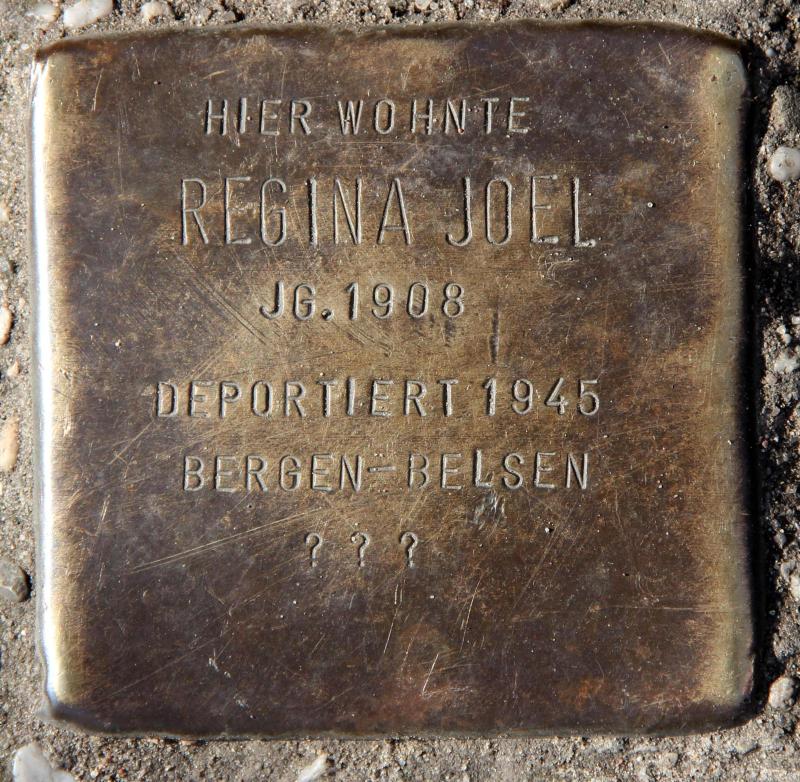 HIER WOHNTE
REGINA JOEL
JG. 1908
DEPORTIERT 1945
BERGEN-BELSEN
? ? ?